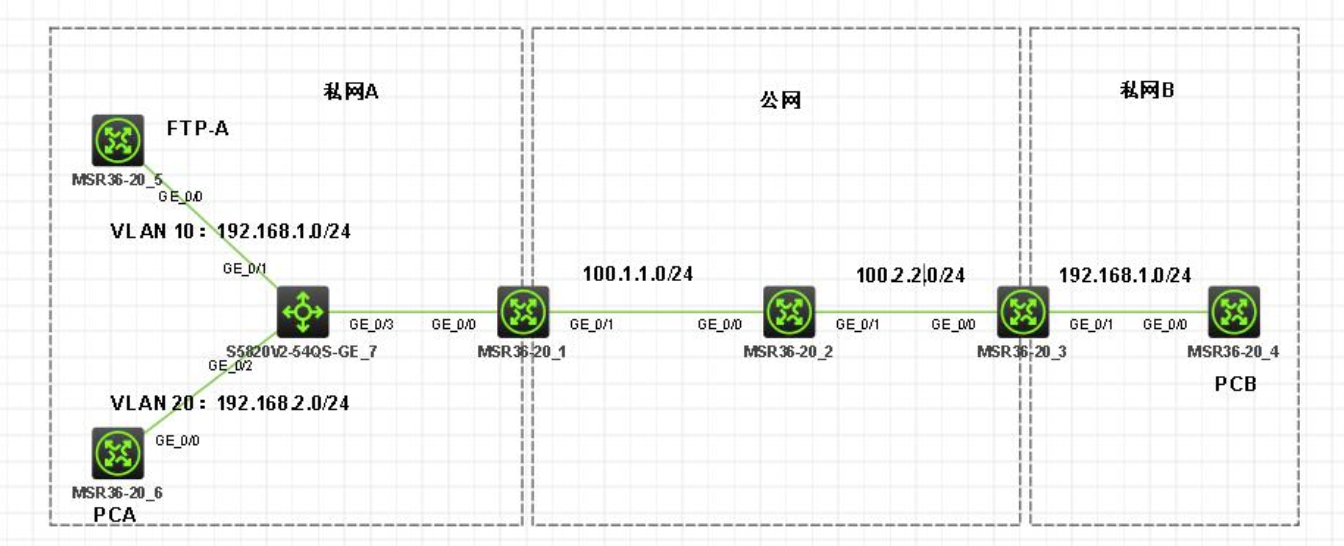 私网A
公网
私网B
FTP-A
MSR36-20_5
GE_0/0
VLAN 10：192.168.1.0/24
GE_0/1
100.1.1.0/24
100.2.2.0/24
192.168.1.0/24
GE_0/3
GE_0/0
GE_0/1
GE_0/0
GE_0/1
GE_0/0
GE_0/1
GE_0/0
S5820V2-54QS-GE_7
MSR36-20_1
MSR36-20_2
MSR36-20_3
MSR36-20_4
GE_0/2
PCB
VLAN 20：192.168.2.0/24
GE_0/0
MSR36-20_6
PCA